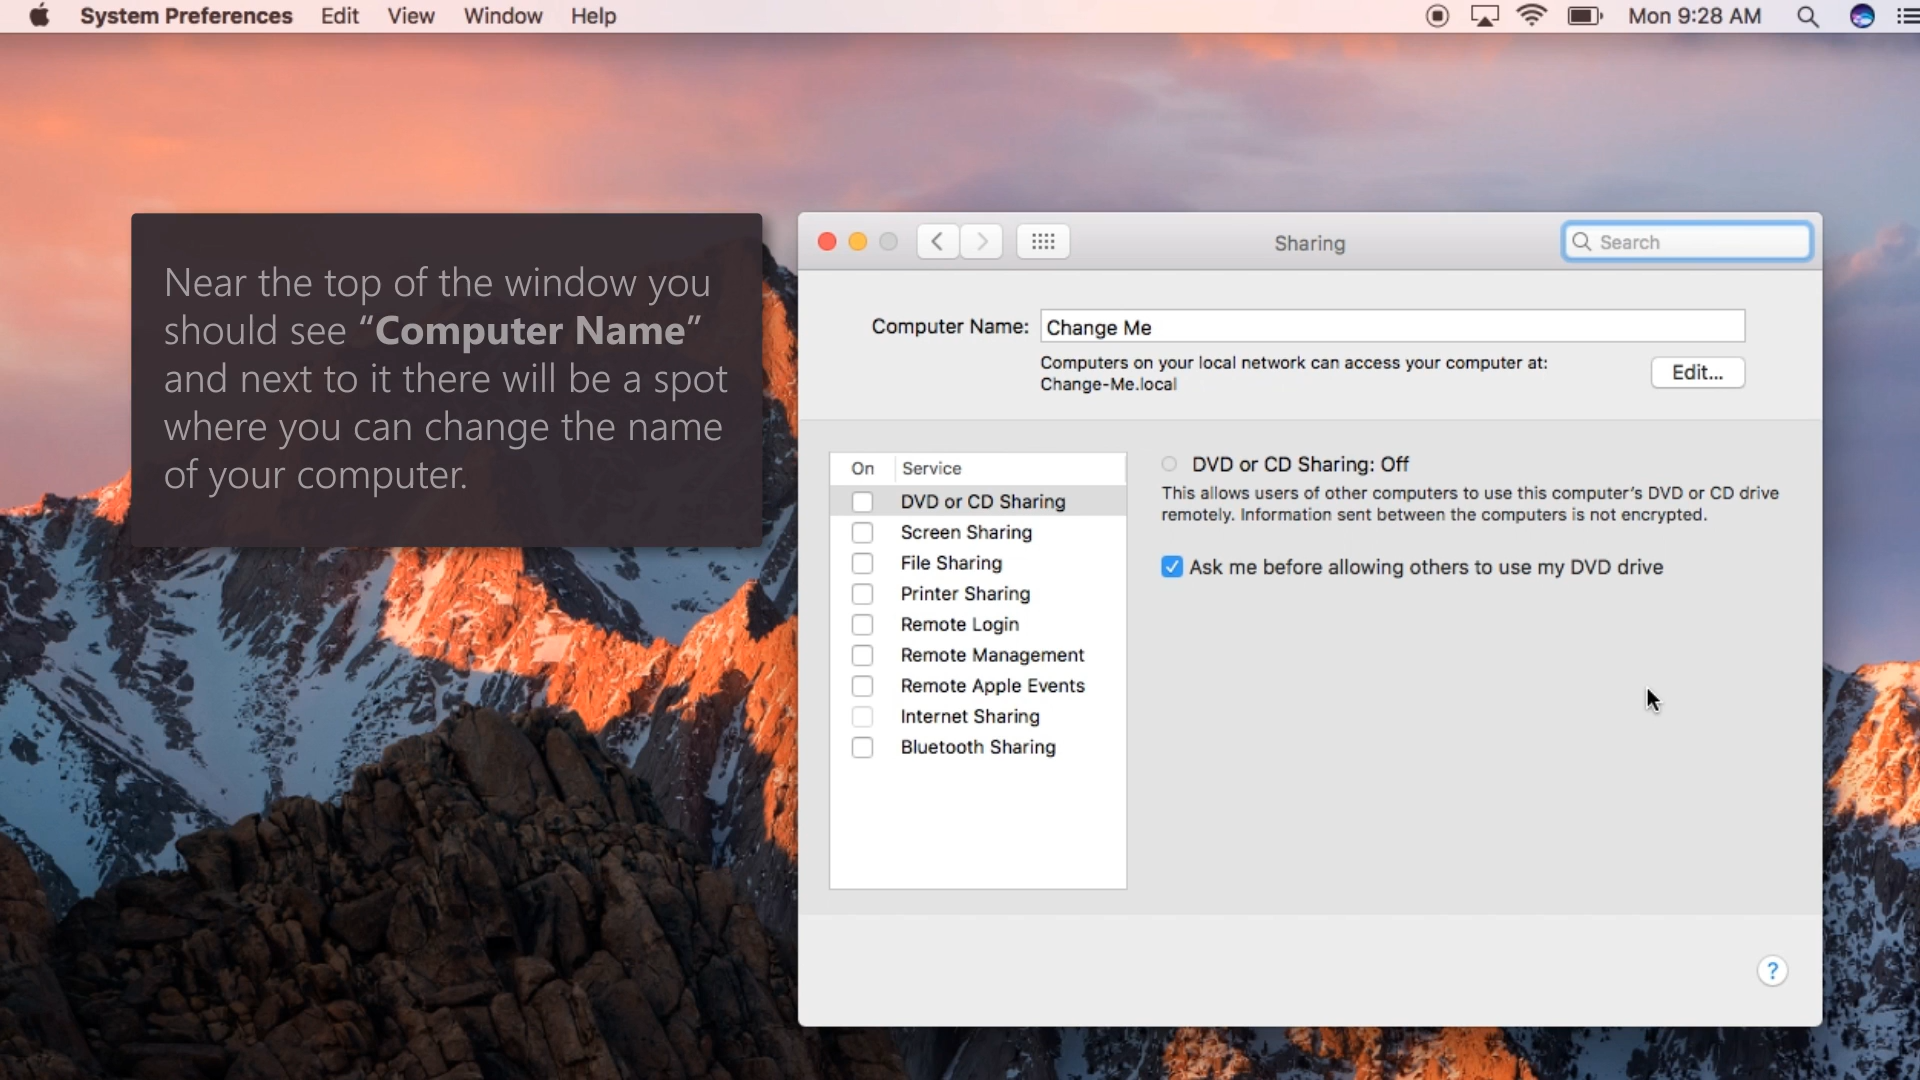 System Preferences Edit View Window Help
Mon 9:28 AM
Near the top of the window you
should see “Computer Name”
and next to it there will be a spot
where you can change the name
of your computer.
Sharing
Search
Computer Name: Change Me
Computers on your local network can access your computer at:
Change-Me.local
Edit...
On Service
DVD or CD Sharing
Screen Sharing
File Sharing
Printer Sharing
Remote Login
Remote Management
Remote Apple Events
Internet Sharing
Bluetooth Sharing
DVD or CD Sharing: Off
This allows users of other computers to use this computer’s DVD or CD drive
remotely. Information sent between the computers is not encrypted.
Ask me before allowing others to use my DVD drive
?